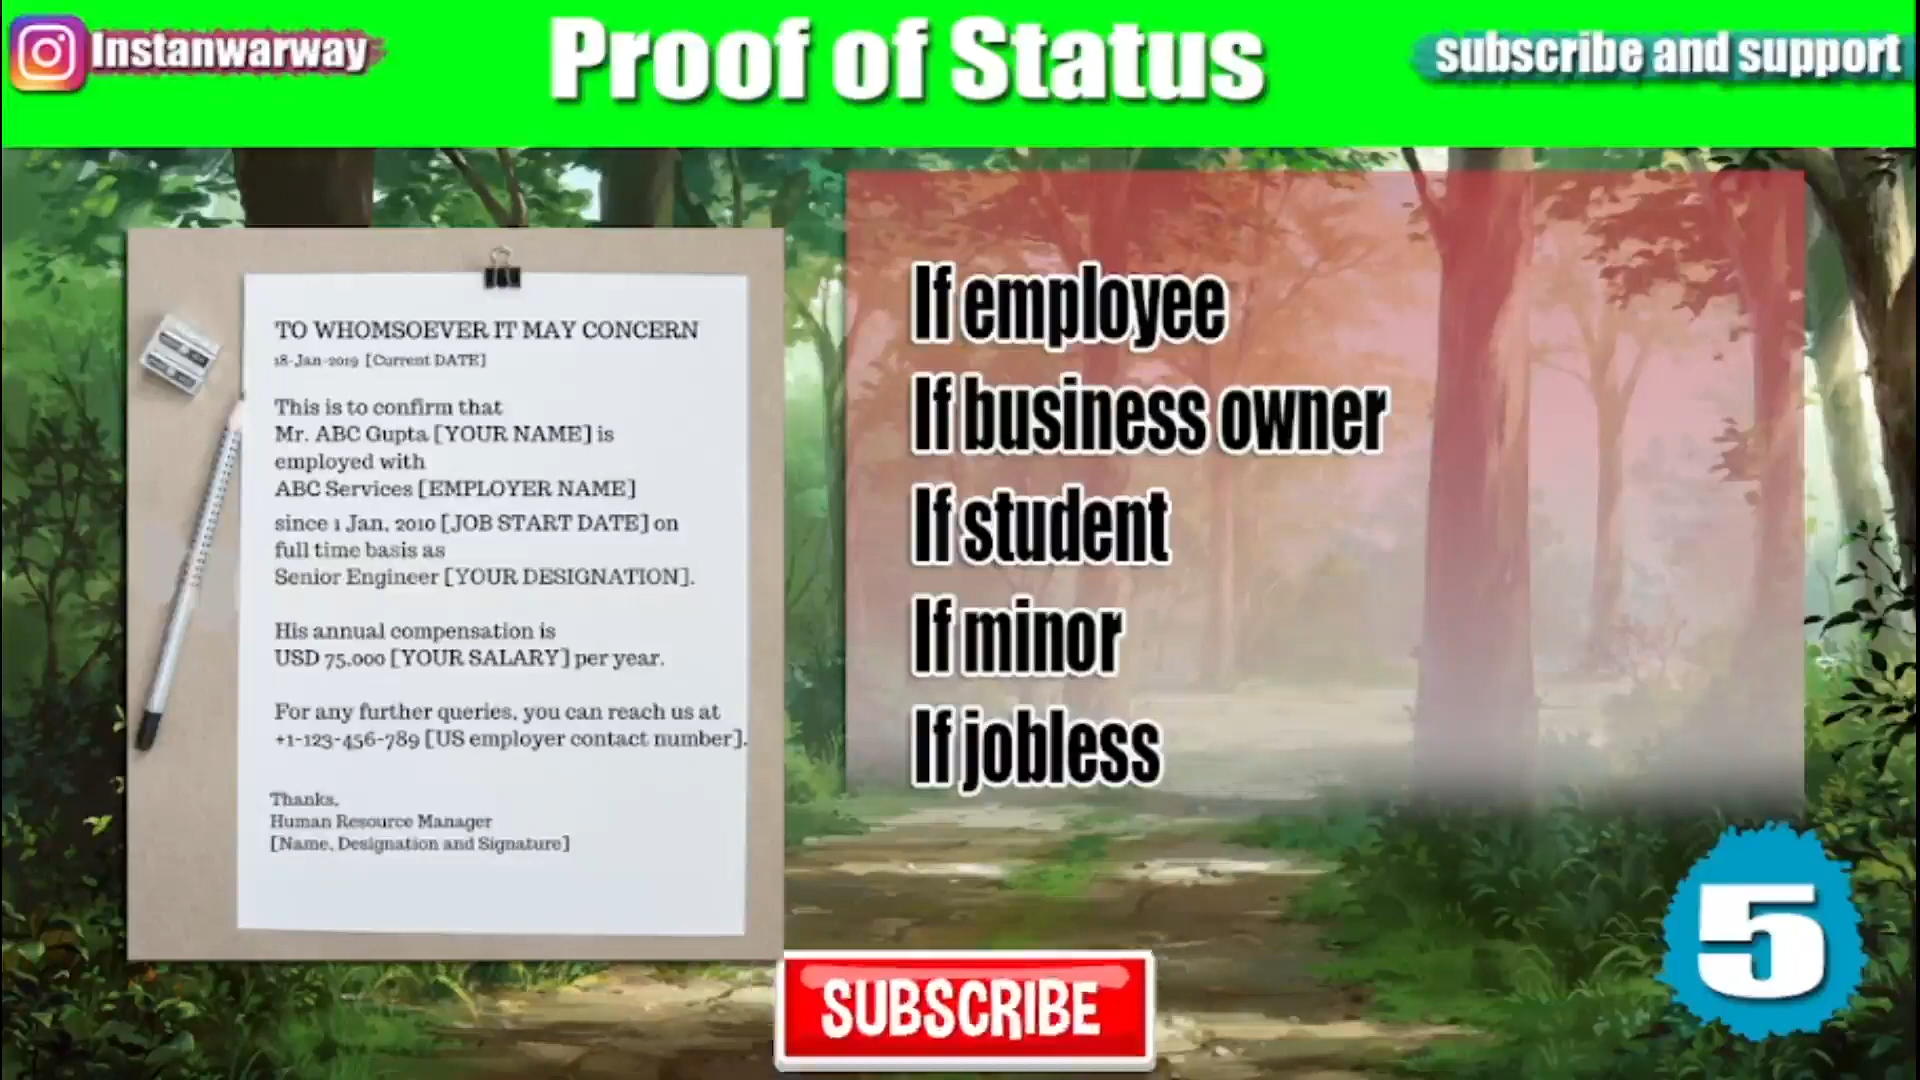 Instanwarway
Proof of Status
subscribe and support
TO WHOMSOEVER IT MAY CONCERN
18-Jan-2019 [Current DATE]
This is to confirm that
Mr. ABC Gupta [YOUR NAME] is
employed with
ABC Services [EMPLOYER NAME]
since 1 Jan, 2010 [JOB START DATE] on
full time basis as
Senior Engineer [YOUR DESIGNATION].
His annual compensation is
USD 75,000 [YOUR SALARY] per year.
For any further queries, you can reach us at
+1-123-456-789 [US employer contact number].
Thanks,
Human Resource Manager
[Name, Designation and Signature]
If employee
If business owner
If student
If minor
If jobless
5
SUBSCRIBE